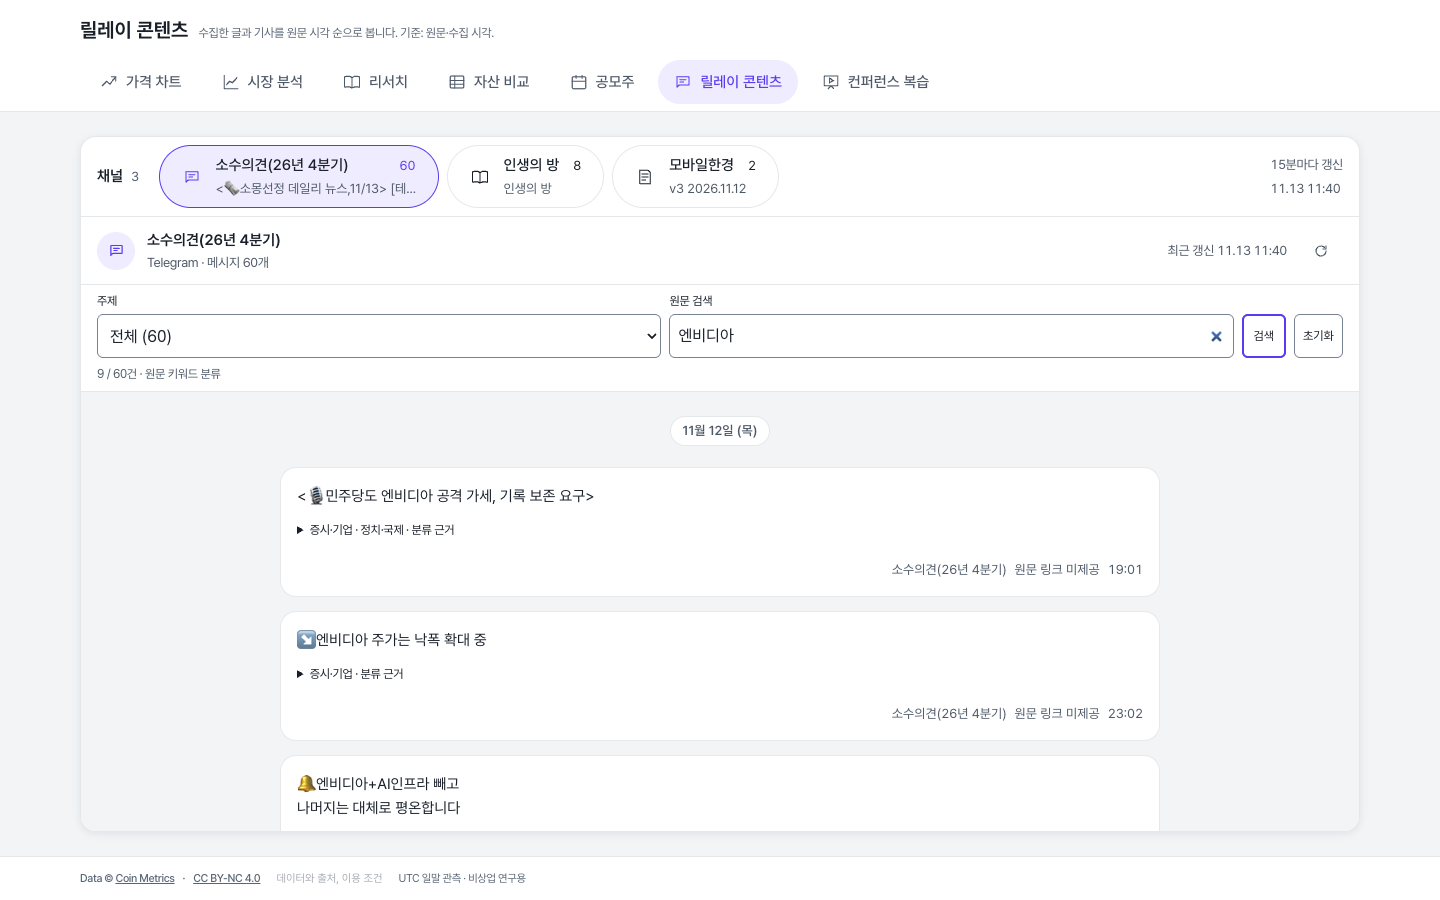 릴레이 콘텐츠 수집한 글과 기사를 원문 시각 순으로 봅니다. 기준: 원문·수집 시각.
가격 차트 시장 분석 리서치 자산 비교 공모주 릴레이 콘텐츠 컨퍼런스 복습
채널 3
소수의견(26년 4분기) 60
<🗞️소몽선정 데일리 뉴스,11/13> [테...
인생의 방 8
인생의 방
모바일한경 2
v3 2026.11.12
15분마다 갱신
11.13 11:40
소수의견(26년 4분기)
Telegram · 메시지 60개
최근 갱신 11.13 11:40
주제
전체 (60)
원문 검색
엔비디아
검색
초기화
9 / 60건 · 원문 키워드 분류
11월 12일 (목)
<🎙️민주당도 엔비디아 공격 가세, 기록 보존 요구>
▶ 증시·기업 · 정치·국제 · 분류 근거
소수의견(26년 4분기) 원문 링크 미제공 19:01
↘️엔비디아 주가는 낙폭 확대 중
▶ 증시·기업 · 분류 근거
소수의견(26년 4분기) 원문 링크 미제공 23:02
🔔엔비디아+AI인프라 빼고
나머지는 대체로 평온합니다
Data © Coin Metrics · CC BY-NC 4.0 데이터와 출처, 이용 조건 UTC 일말 관측 · 비상업 연구용